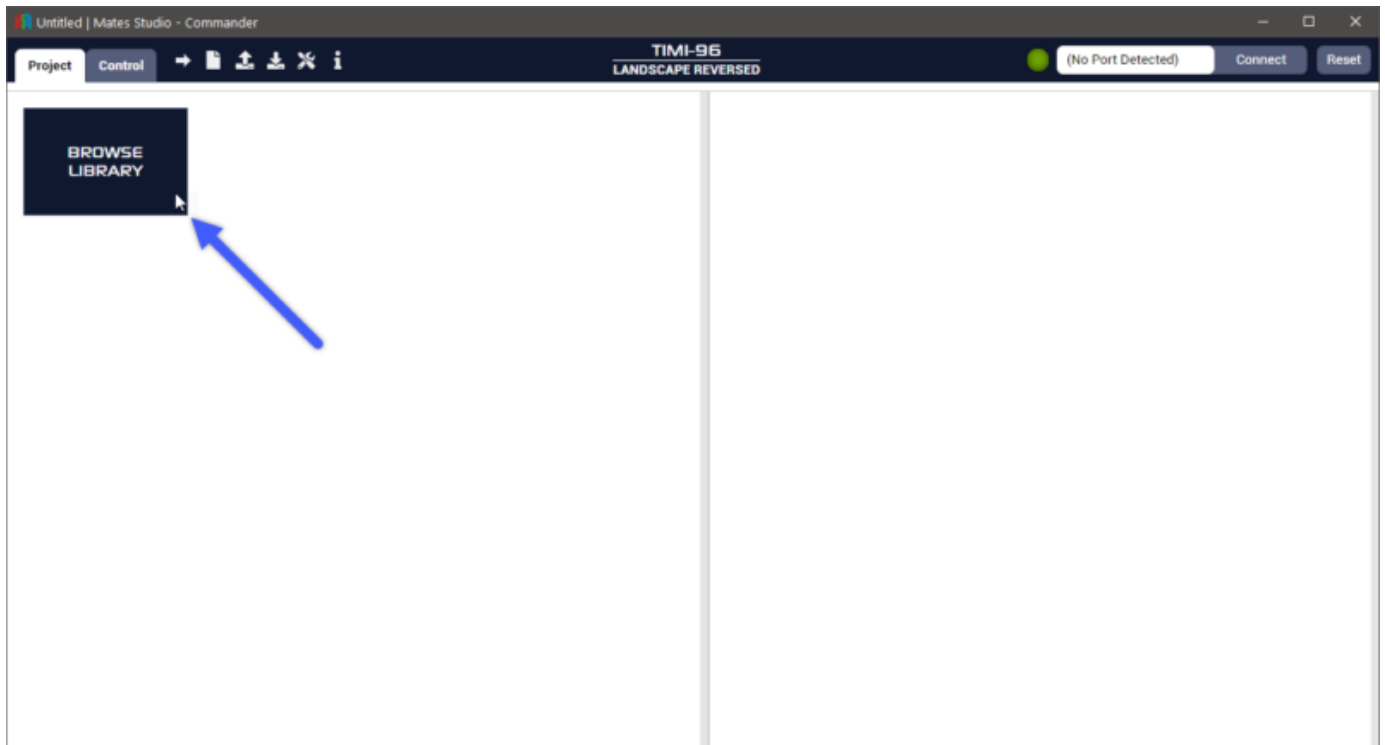 Untitled | Mates Studio - Commander
Project
Control
TIMI-96
LANDSCAPE REVERSED
(No Port Detected)
Connect
Reset
BROWSE
LIBRARY